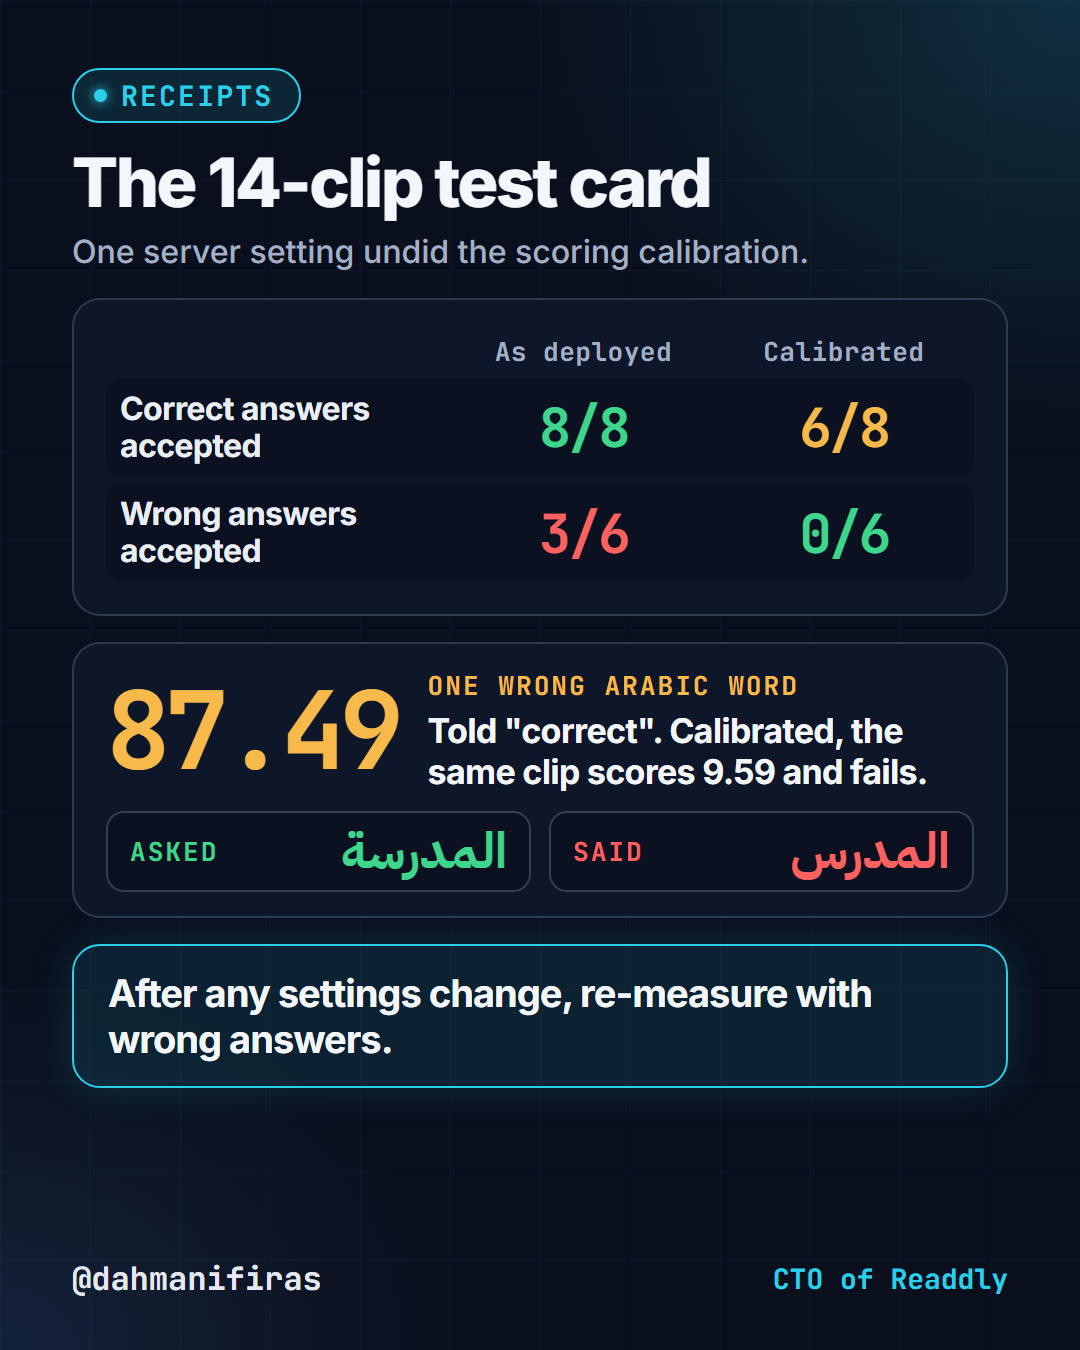 RECEIPTS
The 14-clip test card
One server setting undid the scoring calibration.
As deployed Calibrated
Correct answers
accepted
8/8 6/8
Wrong answers
accepted
3/6 0/6
87.49
ONE WRONG ARABIC WORD
Told "correct". Calibrated, the
same clip scores 9.59 and fails.
ASKED المدرسة
SAID المدرس
After any settings change, re-measure with
wrong answers.
@dahmanifiras
CTO of Readdly